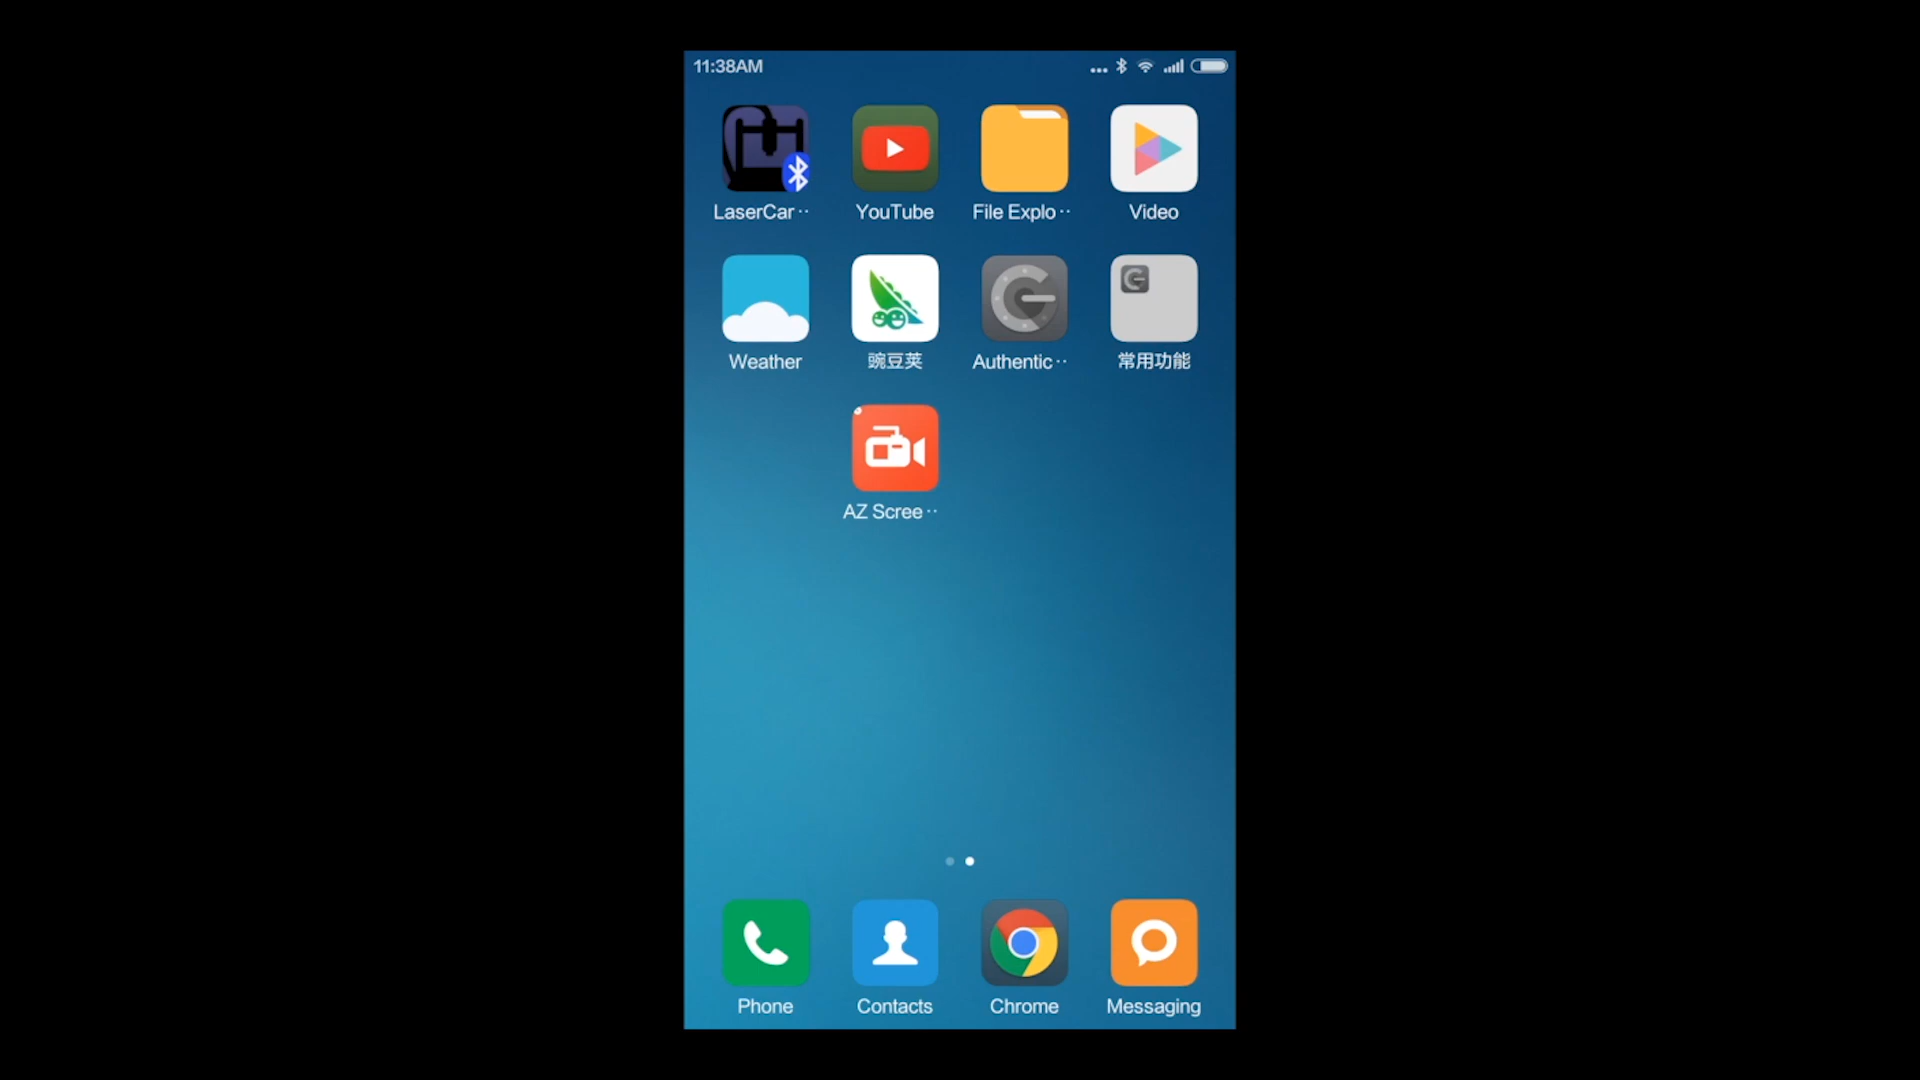 11:38AM
LaserCar··
YouTube
File Explo··
Video
Weather
豌豆荚
Authentic··
常用功能
AZ Scree··
Phone
Contacts
Chrome
Messaging